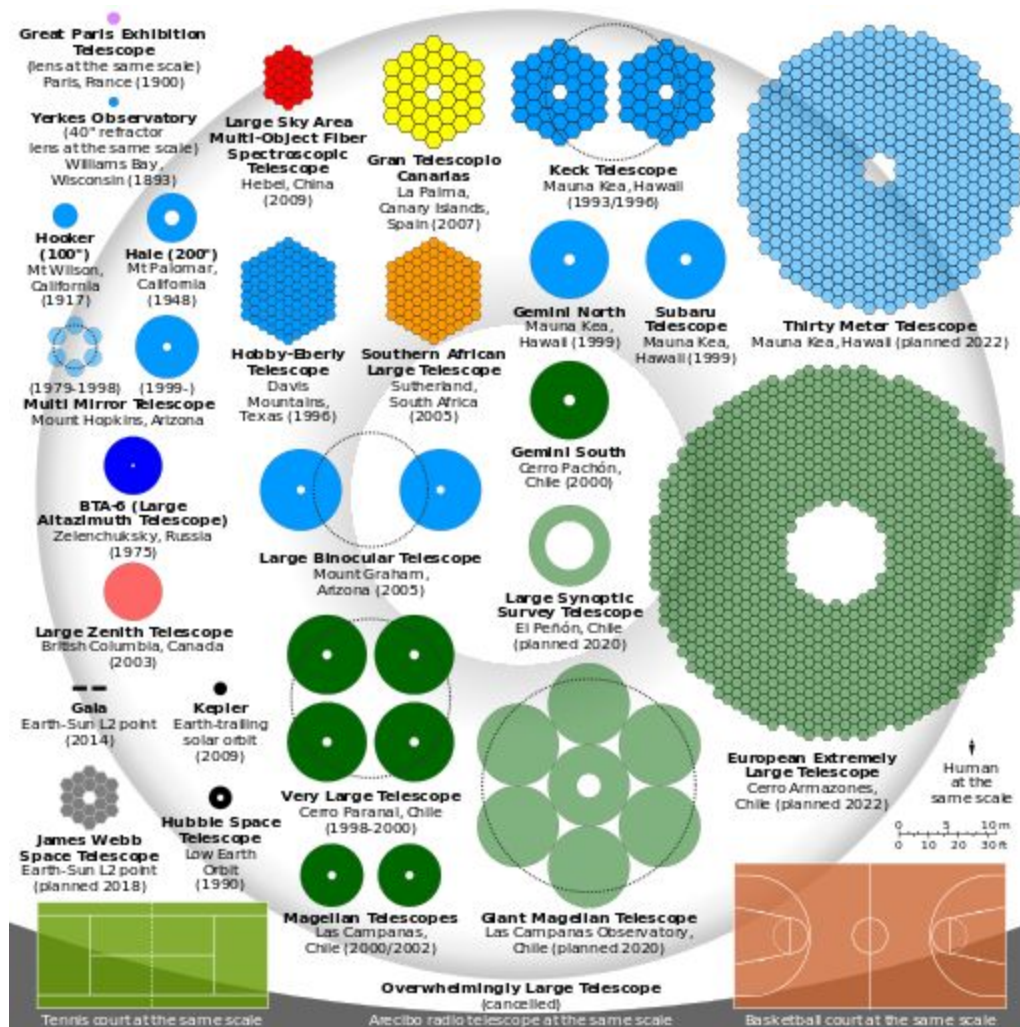 Great Paris Exhibition
Telescope
(lens at the same scale)
Paris, France (1900)
Yerkes Observatory
(40" refractor
lens at the same scale)
Williams Bay,
Wisconsin (1893)
Hooker
(100")
Mt Wilson,
California
(1917)
Hale (200")
Mt Palomar,
California
(1948)
(1979-1998)
(1999-)
Multi Mirror Telescope
Mount Hopkins, Arizona
BTA-6 (Large
Altazimuth Telescope)
Zelenchuksky, Russia
(1975)
Large Zenith Telescope
British Columbia, Canada
(2003)
Gaia
Earth-Sun L2 point
(2014)
Kepler
Earth-trailing
solar orbit
(2009)
James Webb
Space Telescope
Earth-Sun L2 point
(planned 2018)
Hubble Space
Telescope
Low Earth
Orbit
(1990)
Large Sky Area
Multi-Object Fiber
Spectroscopic
Telescope
Hebei, China
(2009)
Gran Telescopio
Canarias
La Palma,
Canary Islands,
Spain (2007)
Hobby-Eberly
Telescope
Davis
Mountains,
Texas (1996)
Southern African
Large Telescope
Sutherland,
South Africa
(2005)
Large Binocular Telescope
Mount Graham,
Arizona (2005)
Very Large Telescope
Cerro Paranal, Chile
(1998-2000)
Magellan Telescopes
Las Campanas,
Chile (2000/2002)
Keck Telescope
Mauna Kea, Hawaii
(1993/1996)
Gemini North
Mauna Kea,
Hawaii (1999)
Subaru
Telescope
Mauna Kea,
Hawaii (1999)
Gemini South
Cerro Pachón,
Chile (2000)
Large Synoptic
Survey Telescope
El Peñón, Chile
(planned 2020)
Giant Magellan Telescope
Las Campanas Observatory,
Chile (planned 2020)
Thirty Meter Telescope
Mauna Kea, Hawaii (planned 2022)
European Extremely
Large Telescope
Cerro Armazones,
Chile (planned 2022)
Human
at the
same scale
0 5 10 m
0 10 20 30 ft
Overwhelmingly Large Telescope
(cancelled)
Tennis court at the same scale
Arecibo radio telescope at the same scale
Basketball court at the same scale